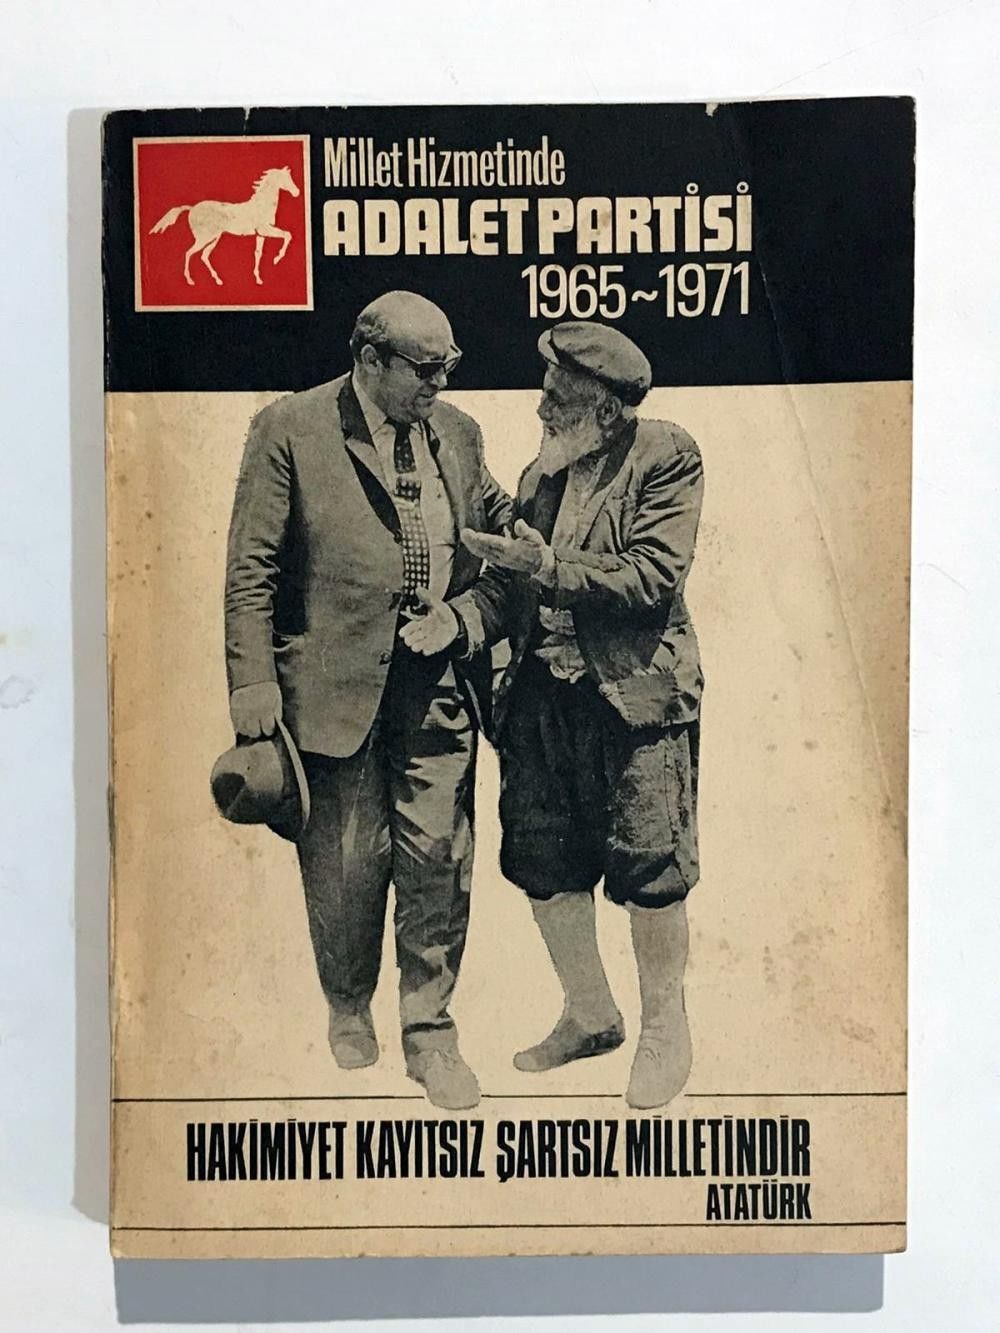 Millet Hizmetinde
ADALET PARTİSİ
1965~1971
HAKİMİYET KAYITSIZ ŞARTSIZ MİLLETİNDİR
ATATÜRK